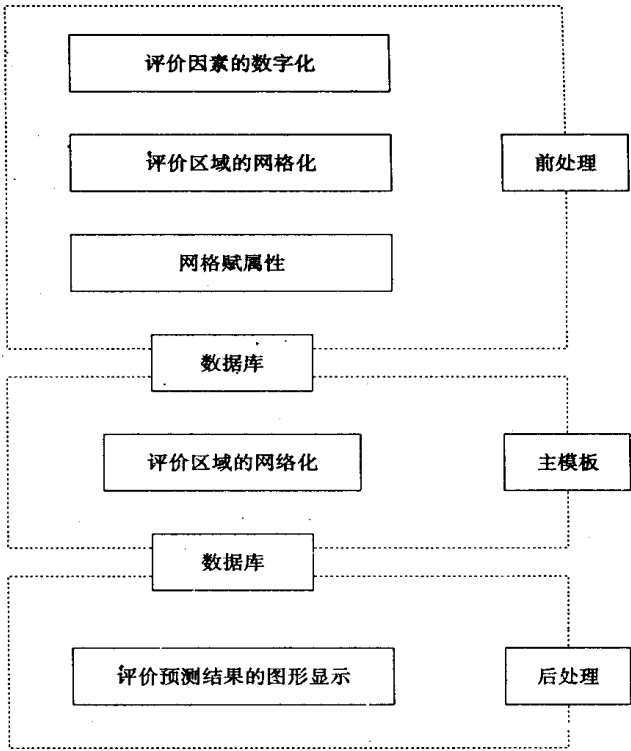 评价因素的数字化
评价区域的网格化
前处理
网格赋属性
数据库
评价区域的网络化
主模板
数据库
评价预测结果的图形显示
后处理